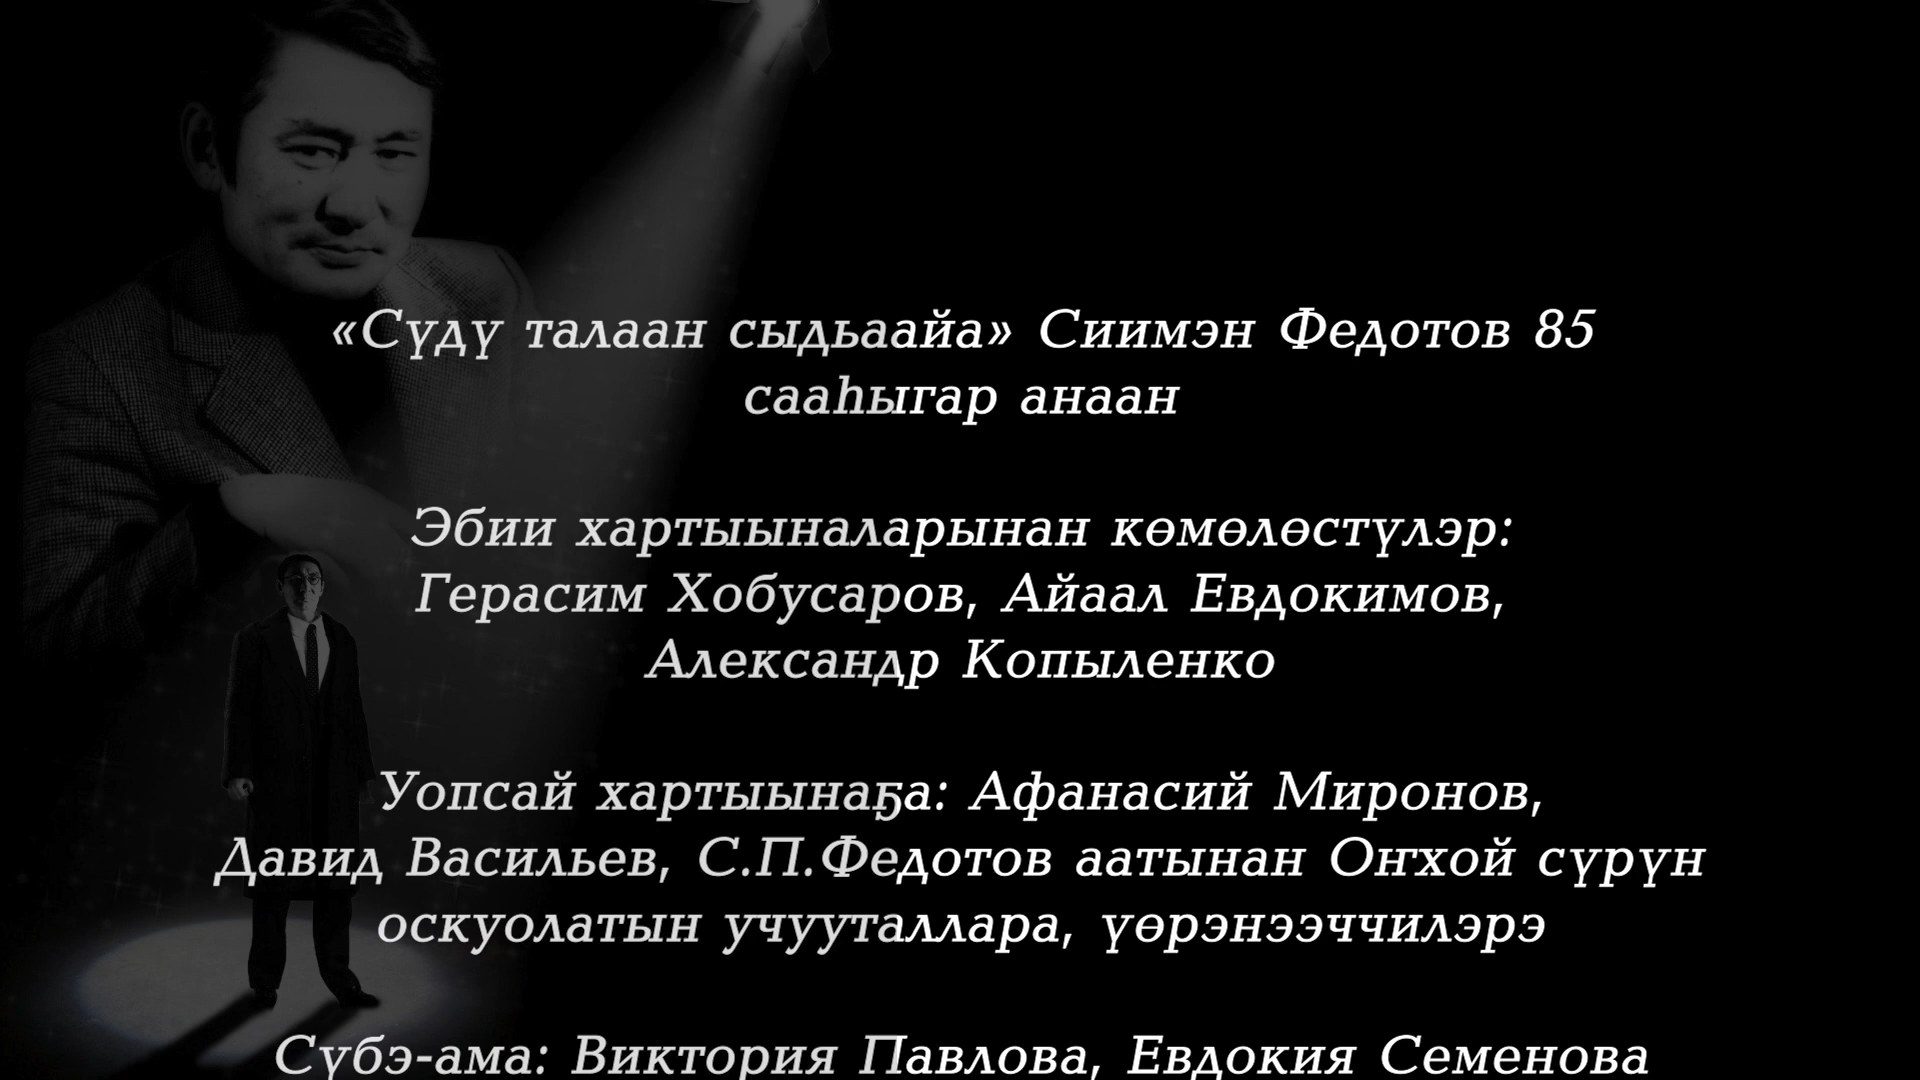 «Сүдү талаан сыдьаайа» Сиимэн Федотов 85
сааһыгар анаан
Эбии хартыыналарынан көмөлөстүлэр:
Герасим Хобусаров, Айаал Евдокимов,
Александр Копыленко
Уопсай хартыынаҕа: Афанасий Миронов,
Давид Васильев, С.П.Федотов аатынан Оҥхой сүрүн
оскуолатын учууталлара, үөрэнээччилэрэ
Сүбэ-ама: Виктория Павлова, Евдокия Семенова